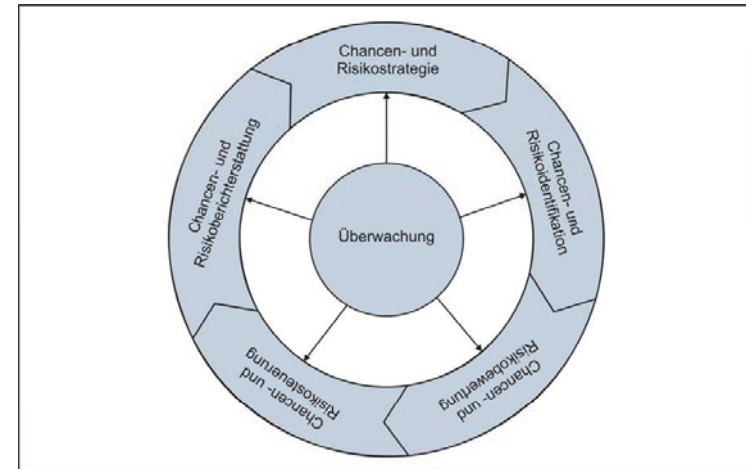 Chancen- und
Risikostrategie
Chancen- und
Risikoidentifikation
Chancen- und
Risikobewertung
Chancen- und
Risikosteuerung
Chancen- und
Risikoberichterstattung
Überwachung